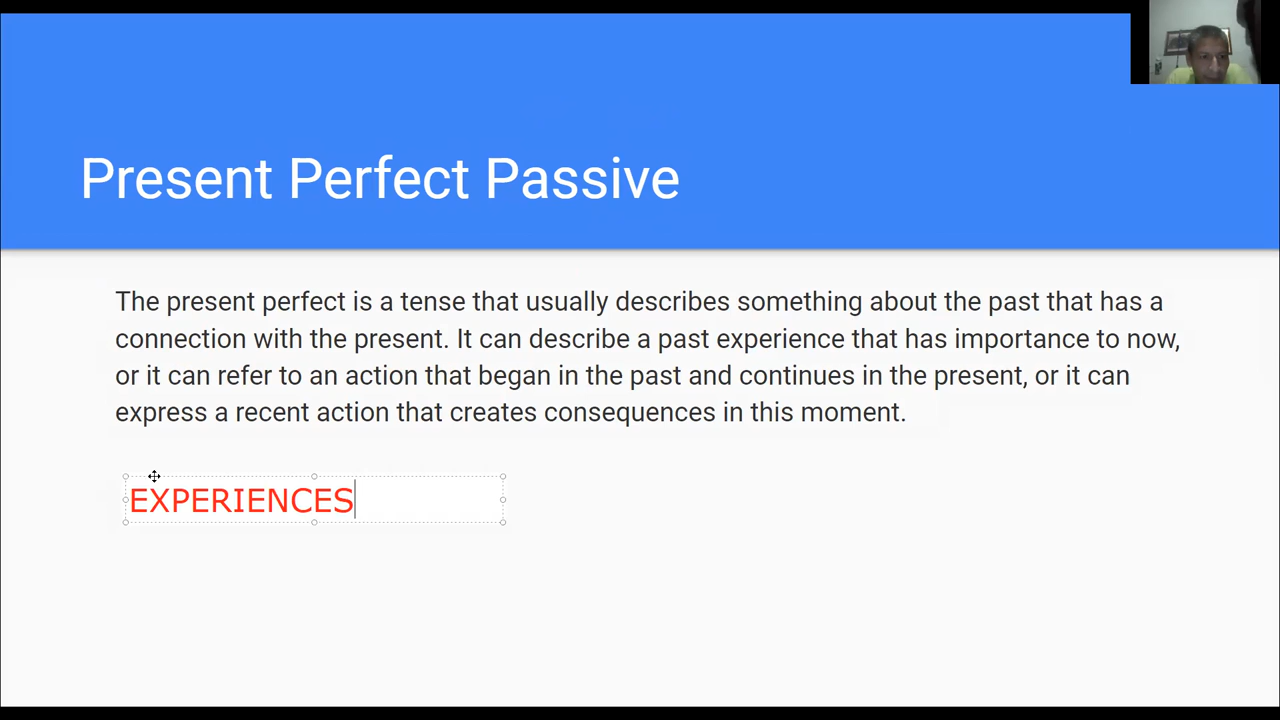 Present Perfect Passive
The present perfect is a tense that usually describes something about the past that has a
connection with the present. It can describe a past experience that has importance to now,
or it can refer to an action that began in the past and continues in the present, or it can
express a recent action that creates consequences in this moment.
EXPERIENCES